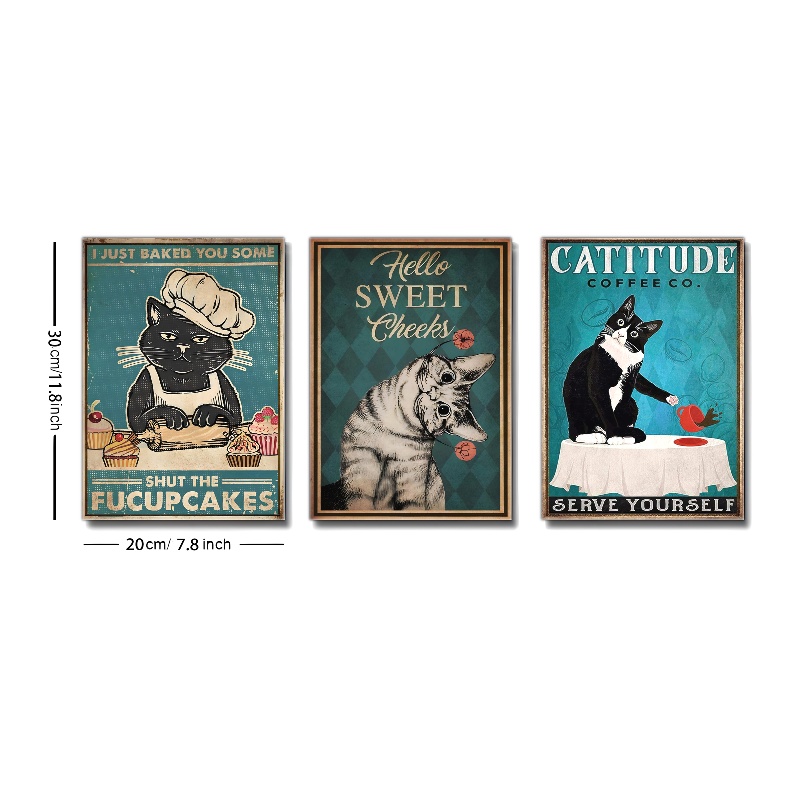 I JUST BAKED YOU SOME
SHUT THE
FUCUPCAKES
Hello
SWEET
Cheeks
CATITUDE
COFFEE CO.
SERVE YOURSELF
30cm/11.8inch
20cm/ 7.8 inch